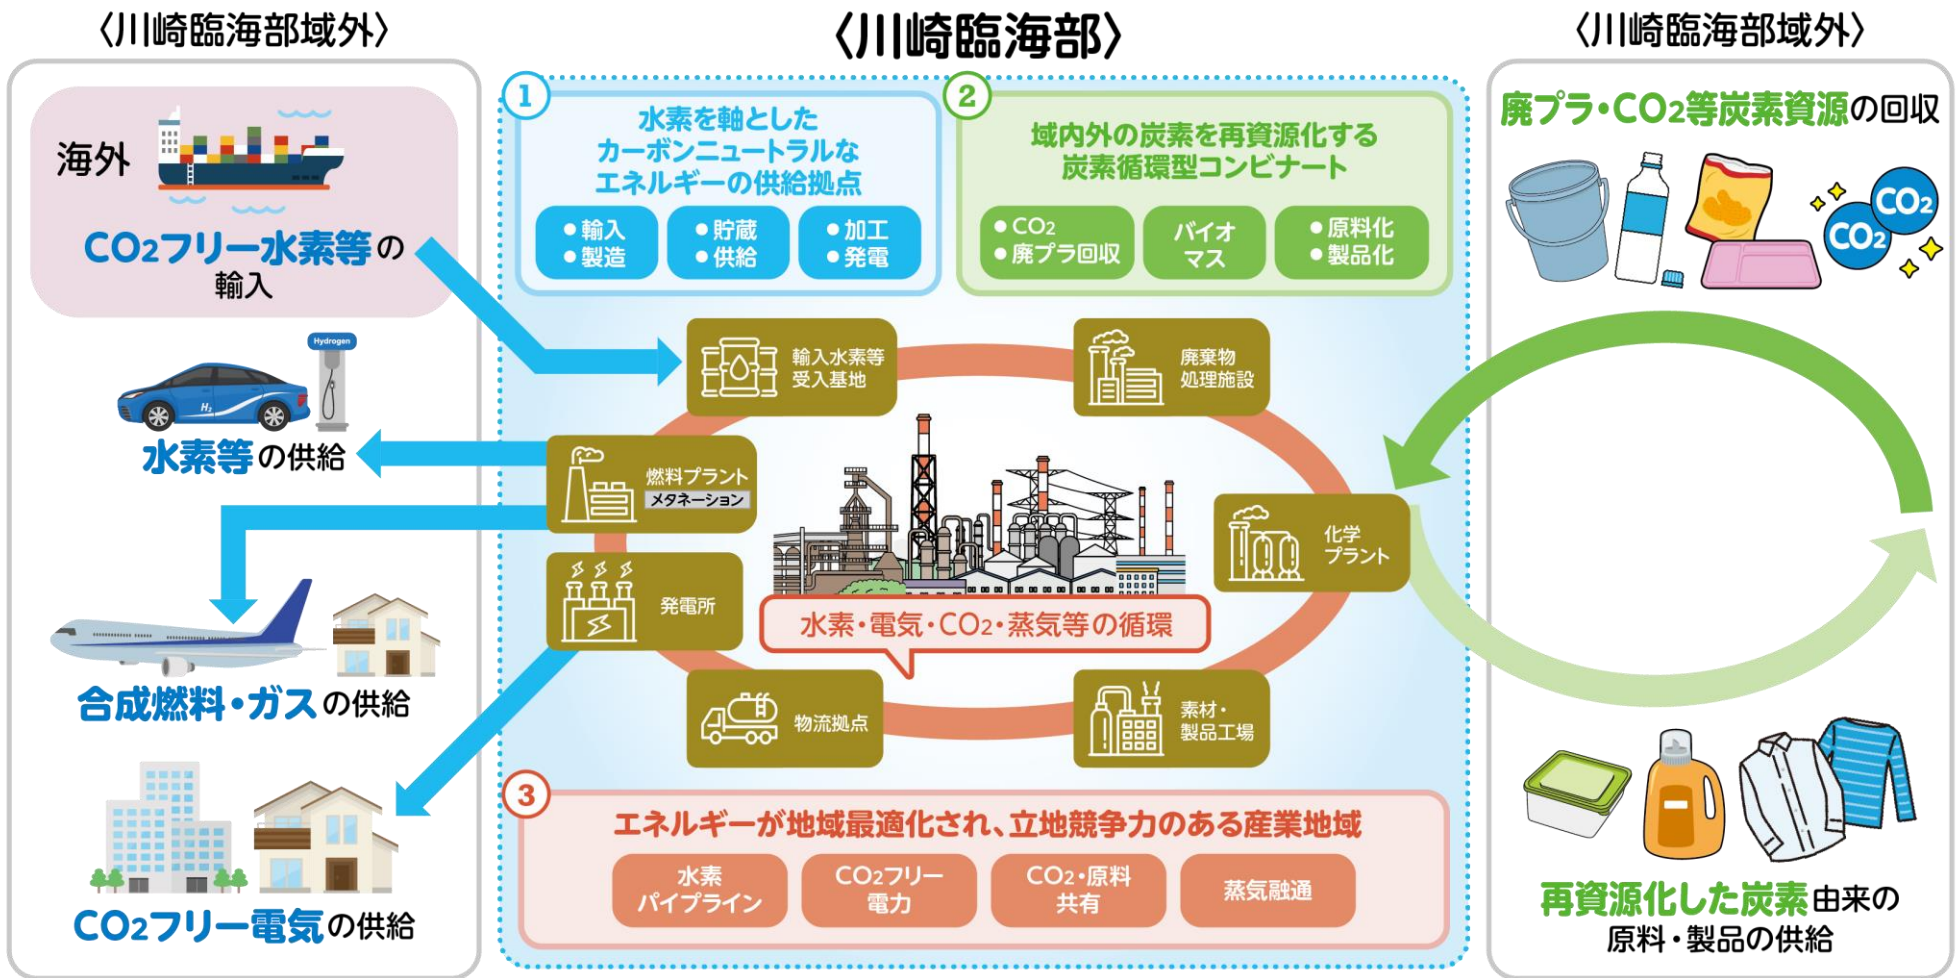 〈川崎臨海部域外〉
海外
CO2フリー水素等の
輸入
Hydrogen
H2
水素等の供給
合成燃料・ガスの供給
CO2フリー電気の供給
〈川崎臨海部〉
1
水素を軸とした
カーボンニュートラルな
エネルギーの供給拠点
●輸入
●製造
●貯蔵
●供給
●加工
●発電
2
域内外の炭素を再資源化する
炭素循環型コンビナート
●CO2
●廃プラ回収
バイオ
マス
●原料化
●製品化
輸入水素等
受入基地
廃棄物
処理施設
燃料プラント
メタネーション
化学
プラント
発電所
水素・電気・CO2・蒸気等の循環
物流拠点
素材・
製品工場
3
エネルギーが地域最適化され、立地競争力のある産業地域
水素
パイプライン
CO2フリー
電力
CO2・原料
共有
蒸気融通
〈川崎臨海部域外〉
廃プラ・CO2等炭素資源の回収
CO2
CO2
再資源化した炭素由来の
原料・製品の供給